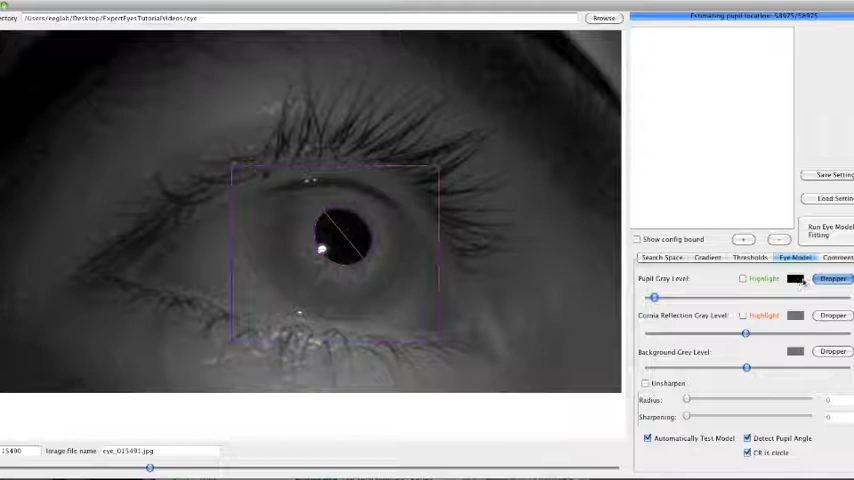 ectory /Users/eeglab/Desktop/ExpertEyesTutorialVideos/eye Browse
Estimating pupil location: 58975/58975
Save Setting
Load Setting
Run Eye Model
Fitting
Show config bound + -
Search Space Gradient Thresholds Eye Model Comment
Pupil Gray Level: Highlight Dropper
Cornia Reflection Gray Level: Highlight Dropper
Background Grey Level: Dropper
Unsharpen
Radius: 0
Sharpening: 0
Automatically Test Model Detect Pupil Angle
CR is circle
15490 Image file name eye_015491.jpg